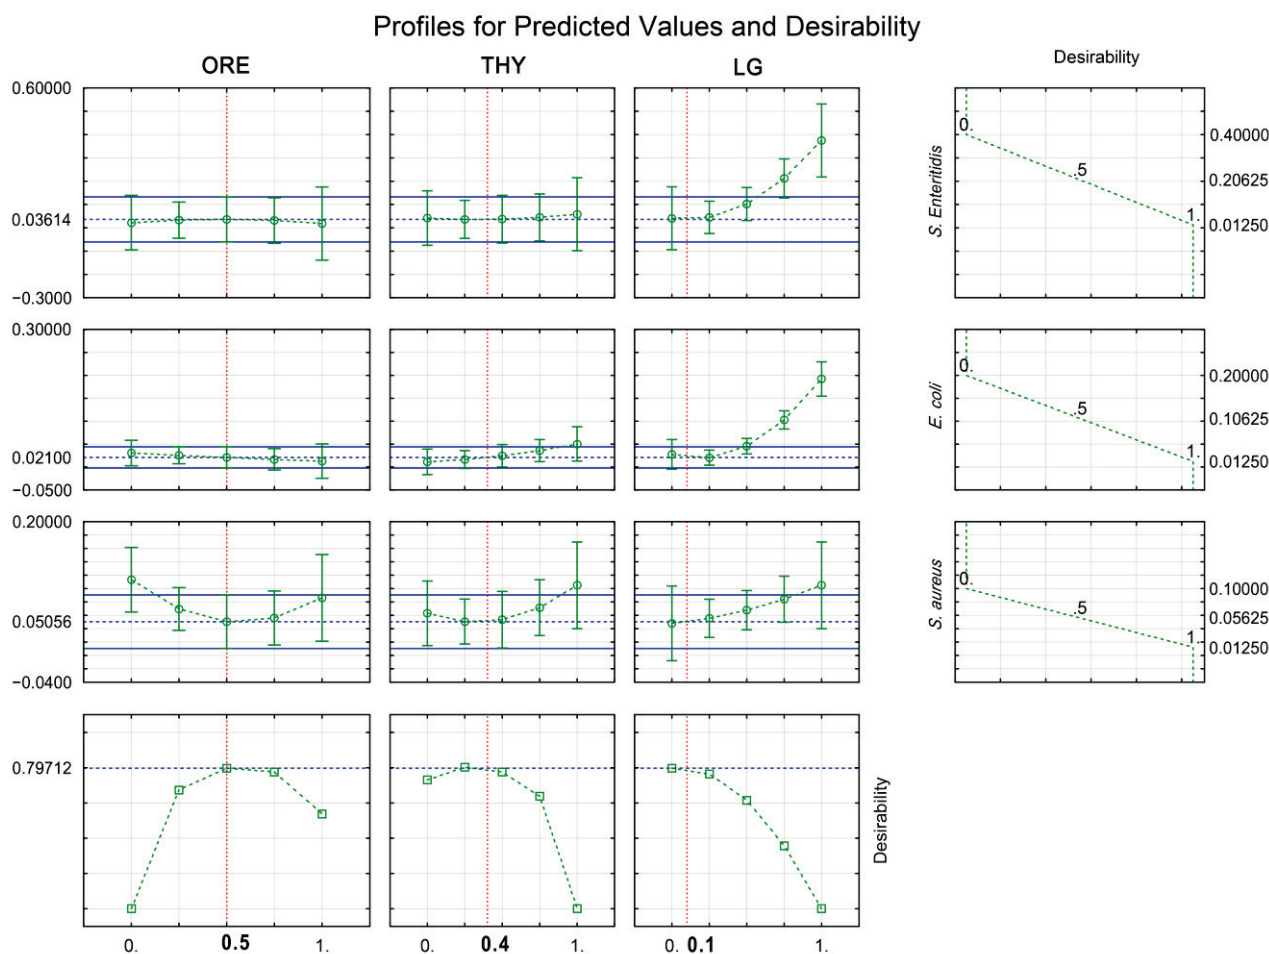 Profiles for Predicted Values and Desirability
ORE THY LG Desirability
0.60000
0.03614
−0.3000
S. Enteritidis
0. .5 1.
0.40000
0.20625
0.01250
0.30000
0.02100
−0.0500
E. coli
0. .5 1.
0.20000
0.10625
0.01250
0.20000
0.05056
−0.0400
S. aureus
0. .5 1.
0.10000
0.05625
0.01250
0.79712
Desirability
0. 0.5 1. 0. 0.4 1. 0. 0.1 1.